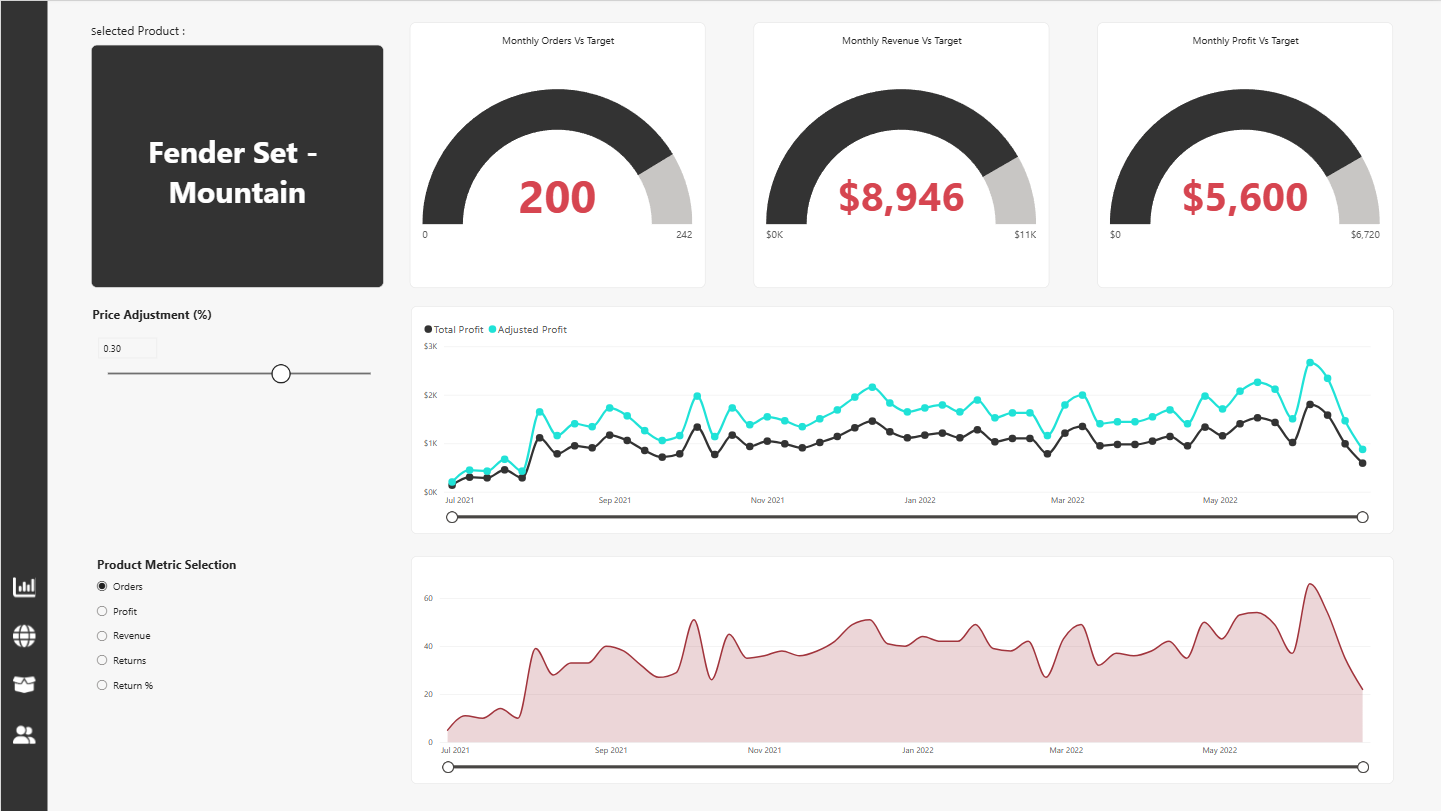 Selected Product :
Fender Set -
Mountain
Monthly Orders Vs Target
200
0
242
Monthly Revenue Vs Target
$8,946
$0K
$11K
Monthly Profit Vs Target
$5,600
$0
$6,720
Price Adjustment (%)
0.30
Total Profit Adjusted Profit
$3K
$2K
$1K
$0K
Jul 2021 Sep 2021 Nov 2021 Jan 2022 Mar 2022 May 2022
Product Metric Selection
Orders
Profit
Revenue
Returns
Return %
60
40
20
0
Jul 2021 Sep 2021 Nov 2021 Jan 2022 Mar 2022 May 2022